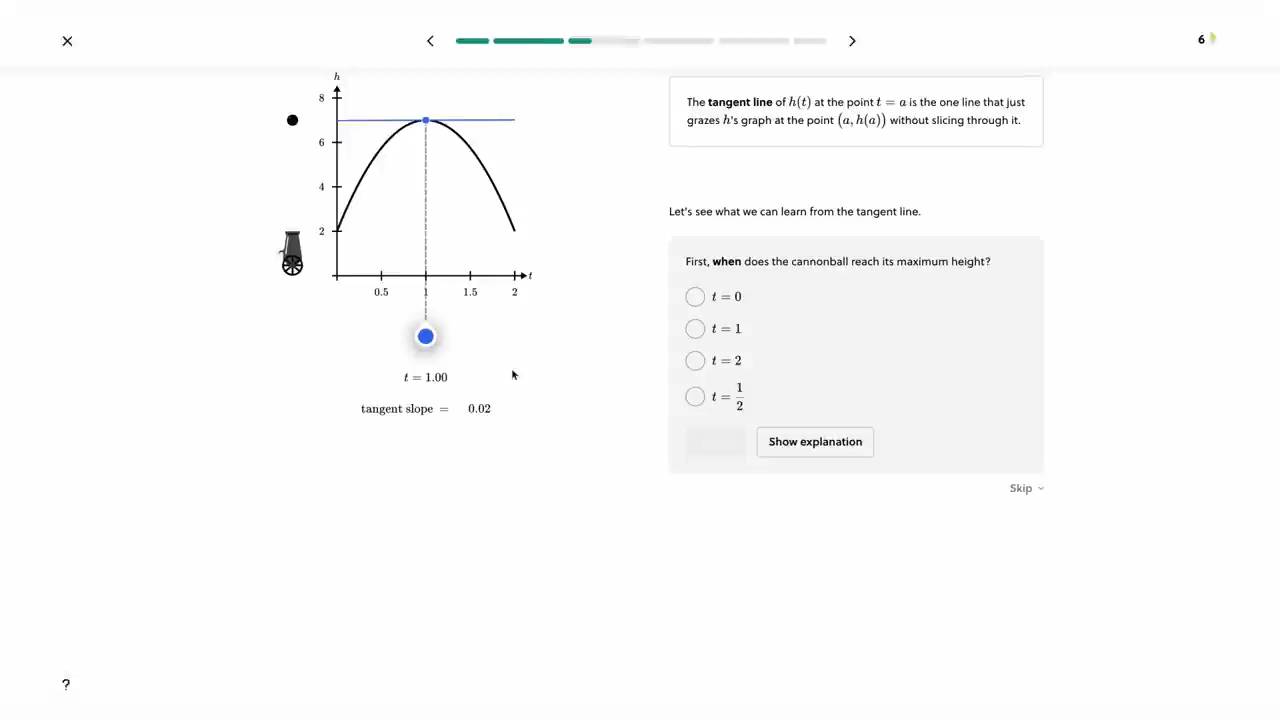 6
h
8
6
4
2
t
0.5
1
1.5
2
t = 1.00
tangent slope = 0.02
The tangent line of h(t) at the point t = a is the one line that just
grazes h's graph at the point (a, h(a)) without slicing through it.
Let's see what we can learn from the tangent line.
First, when does the cannonball reach its maximum height?
t = 0
t = 1
t = 2
t = 1/2
Show explanation
Skip
?